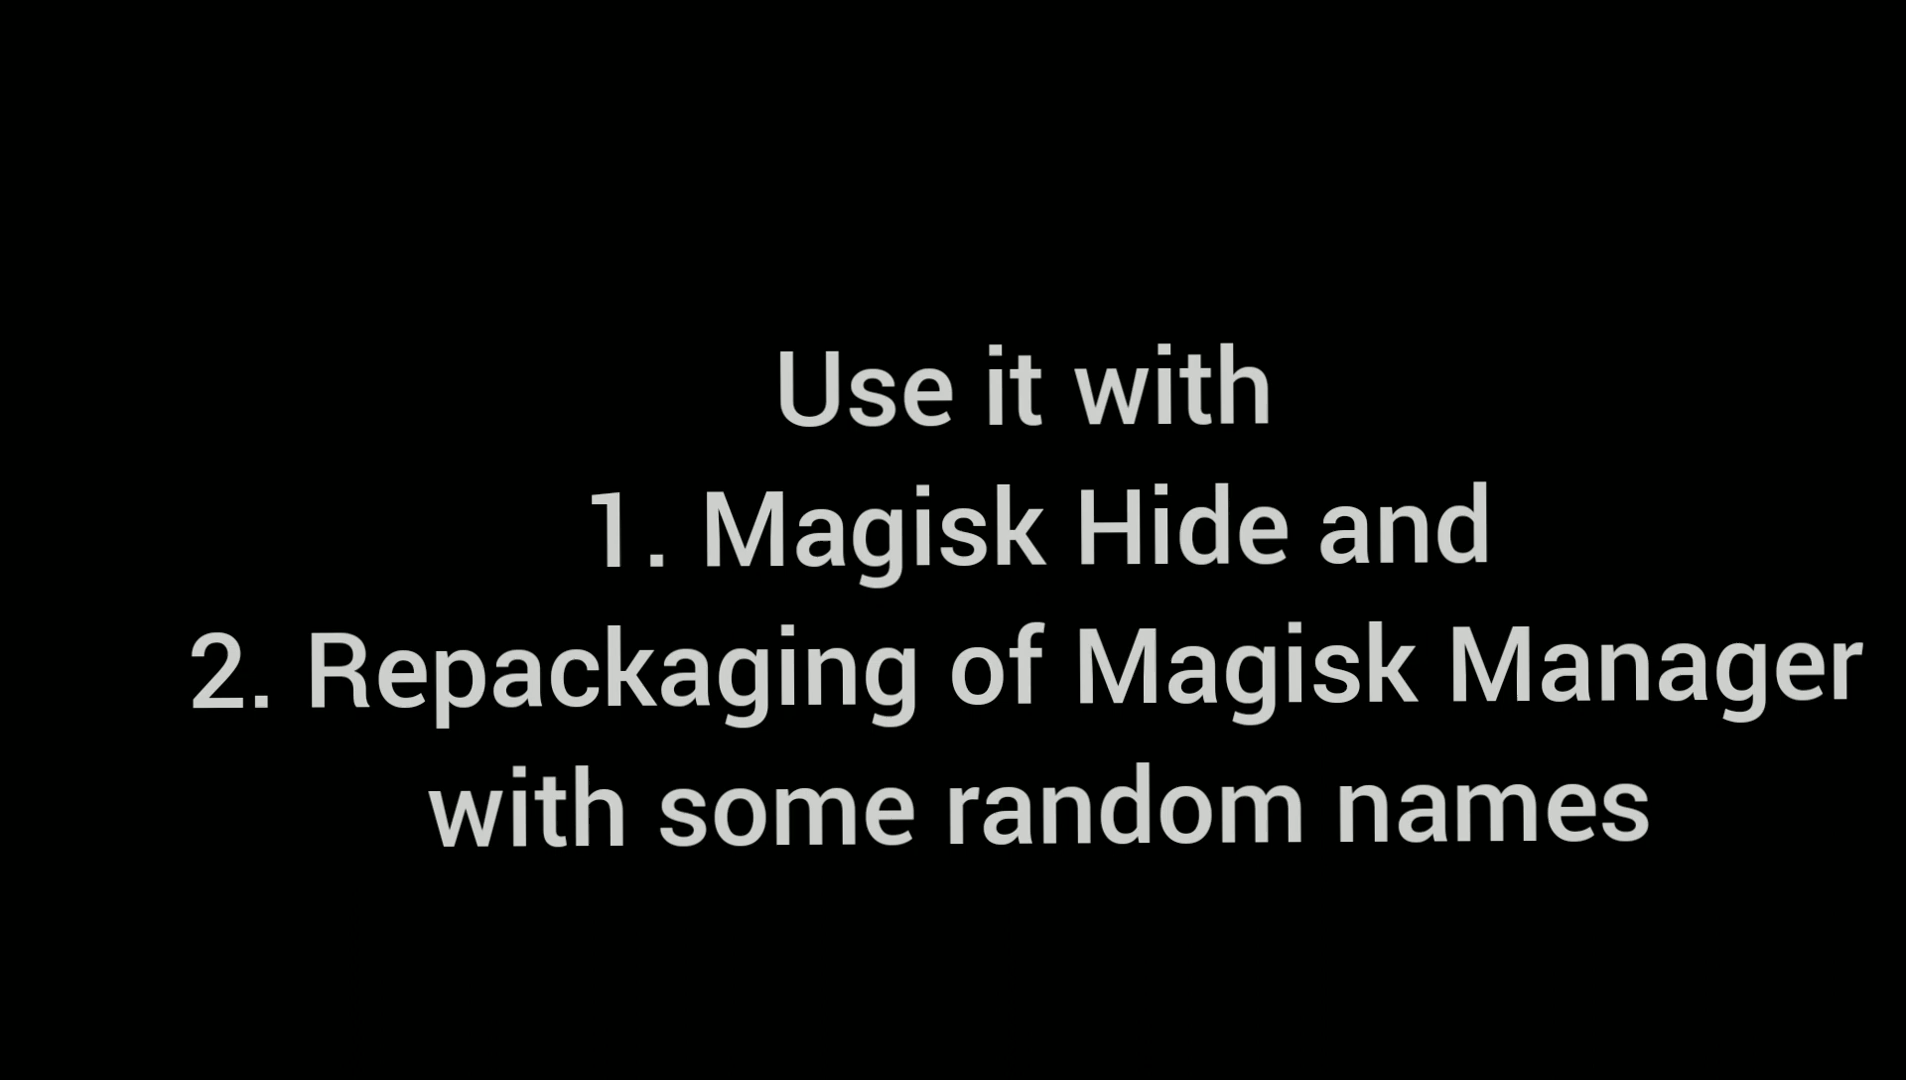 Use it with
1. Magisk Hide and
2. Repackaging of Magisk Manager
with some random names